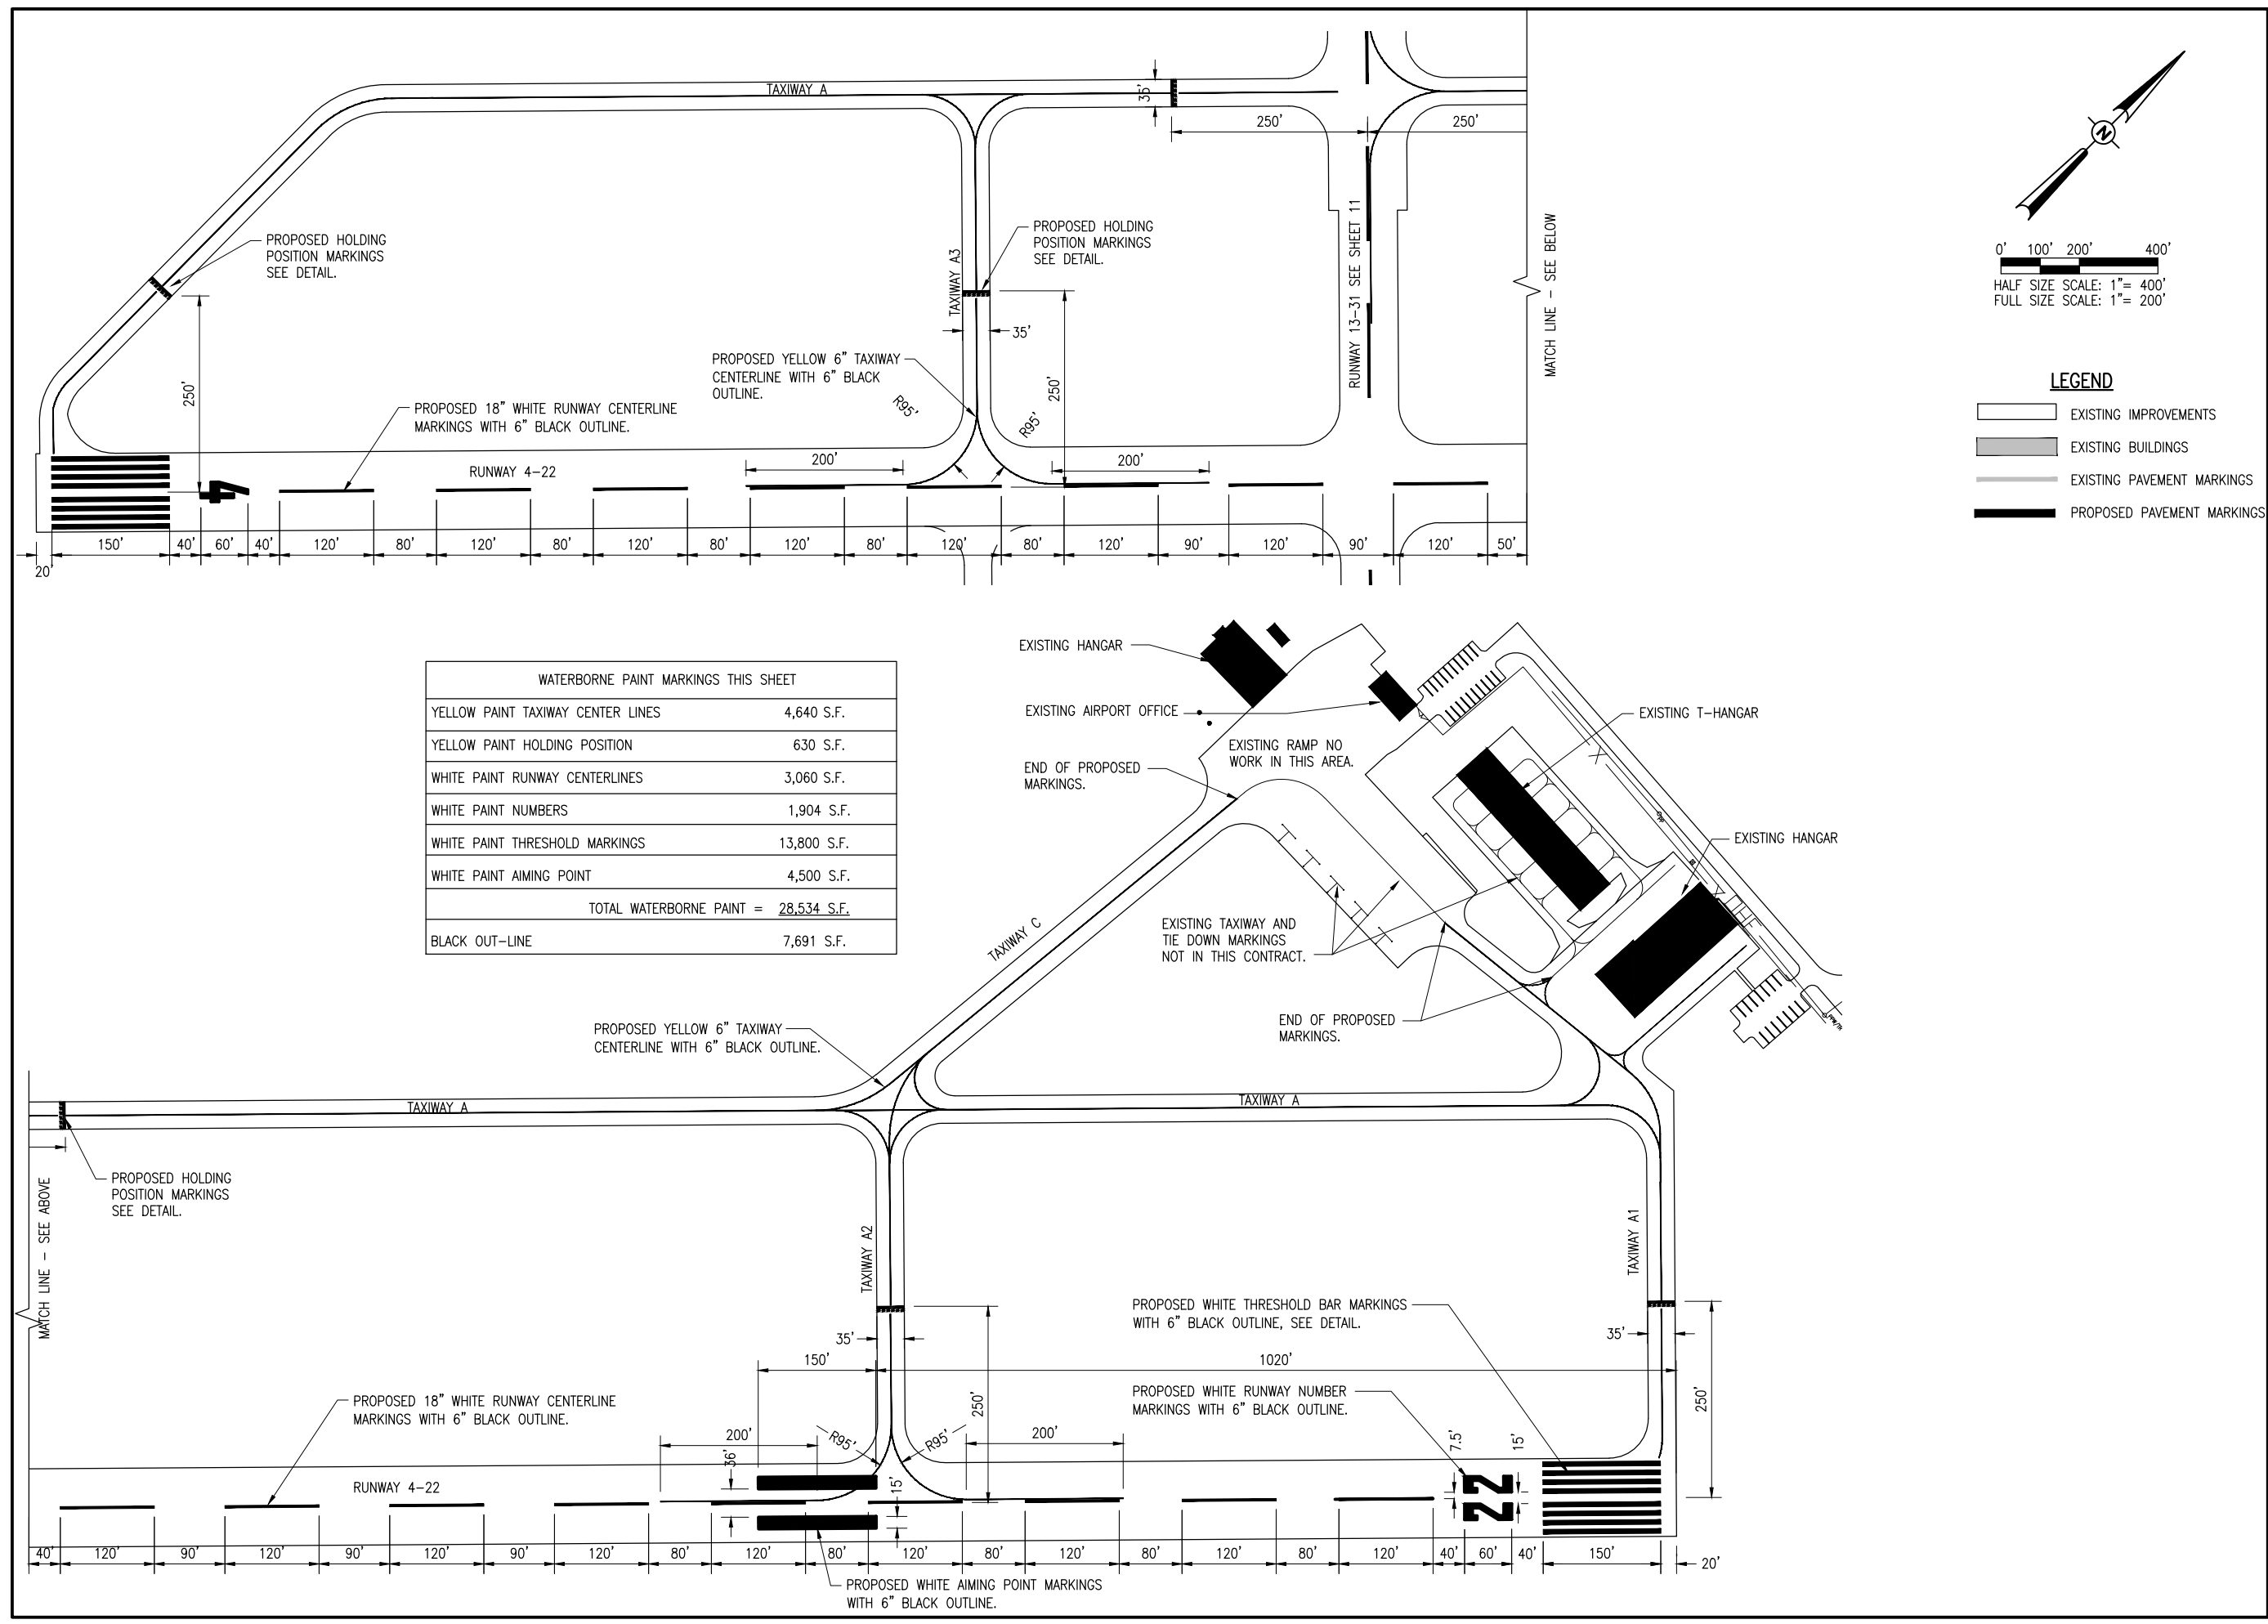 TAXIWAY A
35'
250'
250'
PROPOSED HOLDING
POSITION MARKINGS
SEE DETAIL.
PROPOSED HOLDING
POSITION MARKINGS
SEE DETAIL.
TAXIWAY A3
35'
RUNWAY 13-31 SEE SHEET 11
MATCH LINE - SEE BELOW
250'
PROPOSED YELLOW 6" TAXIWAY
CENTERLINE WITH 6" BLACK
OUTLINE.
R95'
R95'
250'
PROPOSED 18" WHITE RUNWAY CENTERLINE
MARKINGS WITH 6" BLACK OUTLINE.
RUNWAY 4-22
200'
200'
4
20'
150'
40'
60'
40'
120'
80'
120'
80'
120'
80'
120'
80'
120'
80'
120'
90'
120'
90'
120'
50'
N
0' 100' 200' 400'
HALF SIZE SCALE: 1"= 400'
FULL SIZE SCALE: 1"= 200'
LEGEND
EXISTING IMPROVEMENTS
EXISTING BUILDINGS
EXISTING PAVEMENT MARKINGS
PROPOSED PAVEMENT MARKINGS
WATERBORNE PAINT MARKINGS THIS SHEET
YELLOW PAINT TAXIWAY CENTER LINES 4,640 S.F.
YELLOW PAINT HOLDING POSITION 630 S.F.
WHITE PAINT RUNWAY CENTERLINES 3,060 S.F.
WHITE PAINT NUMBERS 1,904 S.F.
WHITE PAINT THRESHOLD MARKINGS 13,800 S.F.
WHITE PAINT AIMING POINT 4,500 S.F.
TOTAL WATERBORNE PAINT = 28,534 S.F.
BLACK OUT-LINE 7,691 S.F.
EXISTING HANGAR
EXISTING AIRPORT OFFICE
EXISTING RAMP NO
WORK IN THIS AREA.
END OF PROPOSED
MARKINGS.
EXISTING T-HANGAR
EXISTING HANGAR
EXISTING TAXIWAY AND
TIE DOWN MARKINGS
NOT IN THIS CONTRACT.
END OF PROPOSED
MARKINGS.
TAXIWAY C
PROPOSED YELLOW 6" TAXIWAY
CENTERLINE WITH 6" BLACK OUTLINE.
TAXIWAY A
TAXIWAY A
PROPOSED HOLDING
POSITION MARKINGS
SEE DETAIL.
MATCH LINE - SEE ABOVE
TAXIWAY A2
TAXIWAY A1
PROPOSED WHITE THRESHOLD BAR MARKINGS
WITH 6" BLACK OUTLINE, SEE DETAIL.
35'
35'
150'
1020'
250'
250'
PROPOSED WHITE RUNWAY NUMBER
MARKINGS WITH 6" BLACK OUTLINE.
PROPOSED 18" WHITE RUNWAY CENTERLINE
MARKINGS WITH 6" BLACK OUTLINE.
200'
R95'
R95'
200'
36'
15'
7.5'
15'
RUNWAY 4-22
22
40'
120'
90'
120'
90'
120'
90'
120'
80'
120'
80'
120'
80'
120'
80'
120'
80'
120'
40'
60'
40'
150'
20'
PROPOSED WHITE AIMING POINT MARKINGS
WITH 6" BLACK OUTLINE.